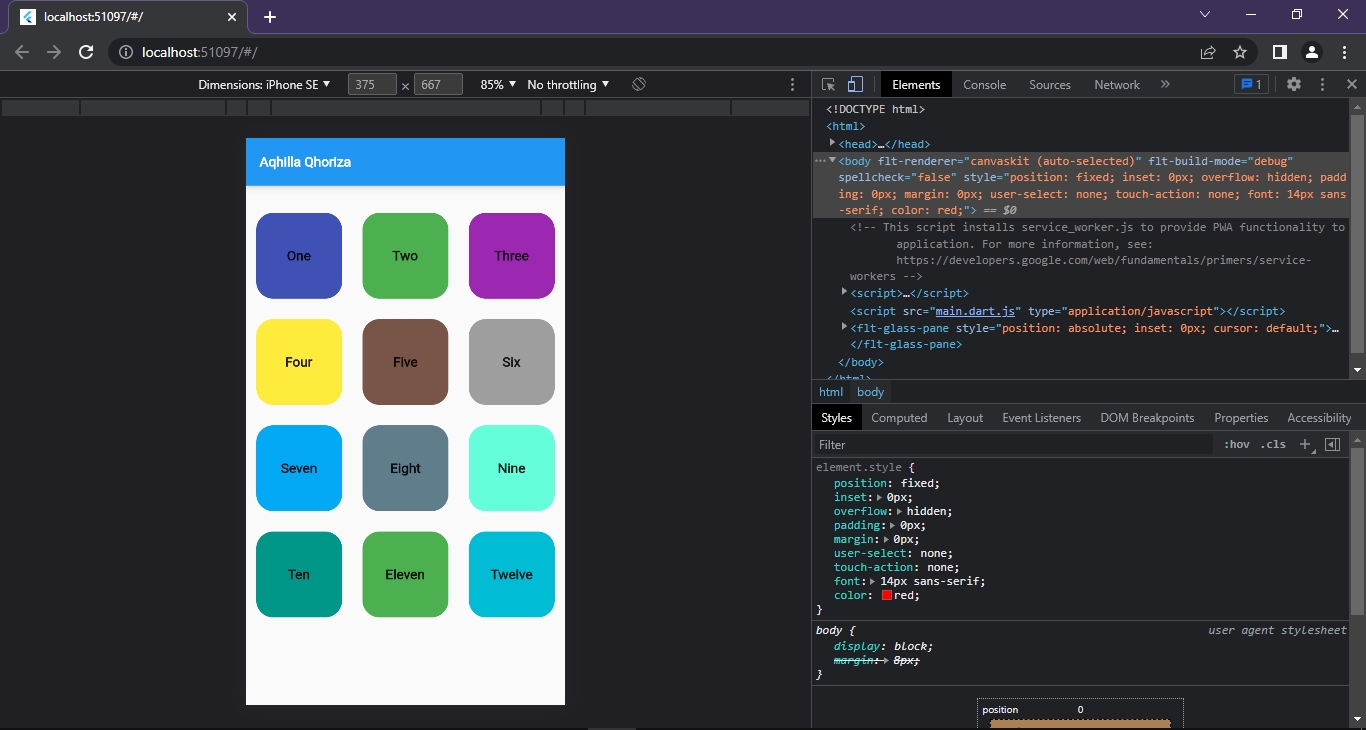 localhost:51097/#/
localhost:51097/#/
Dimensions: iPhone SE ▼ 375 × 667 85% ▼ No throttling ▼
Elements Console Sources Network » 1
Aqhilla Qhoriza
One Two Three
Four Five Six
Seven Eight Nine
Ten Eleven Twelve
<!DOCTYPE html>
<html>
<head>…</head>
<body flt-renderer="canvaskit (auto-selected)" flt-build-mode="debug"
spellcheck="false" style="position: fixed; inset: 0px; overflow: hidden; padd
ing: 0px; margin: 0px; user-select: none; touch-action: none; font: 14px sans
-serif; color: red;"> == $0
<!-- This script installs service_worker.js to provide PWA functionality to
application. For more information, see:
https://developers.google.com/web/fundamentals/primers/service-
workers -->
<script>…</script>
<script src="main.dart.js" type="application/javascript"></script>
<flt-glass-pane style="position: absolute; inset: 0px; cursor: default;">…
</flt-glass-pane>
</body>
</html>
html body
Styles Computed Layout Event Listeners DOM Breakpoints Properties Accessibility
Filter :hov .cls +
element.style {
position: fixed;
inset: 0px;
overflow: hidden;
padding: 0px;
margin: 0px;
user-select: none;
touch-action: none;
font: 14px sans-serif;
color: red;
}
body { user agent stylesheet
display: block;
margin: 8px;
}
position 0